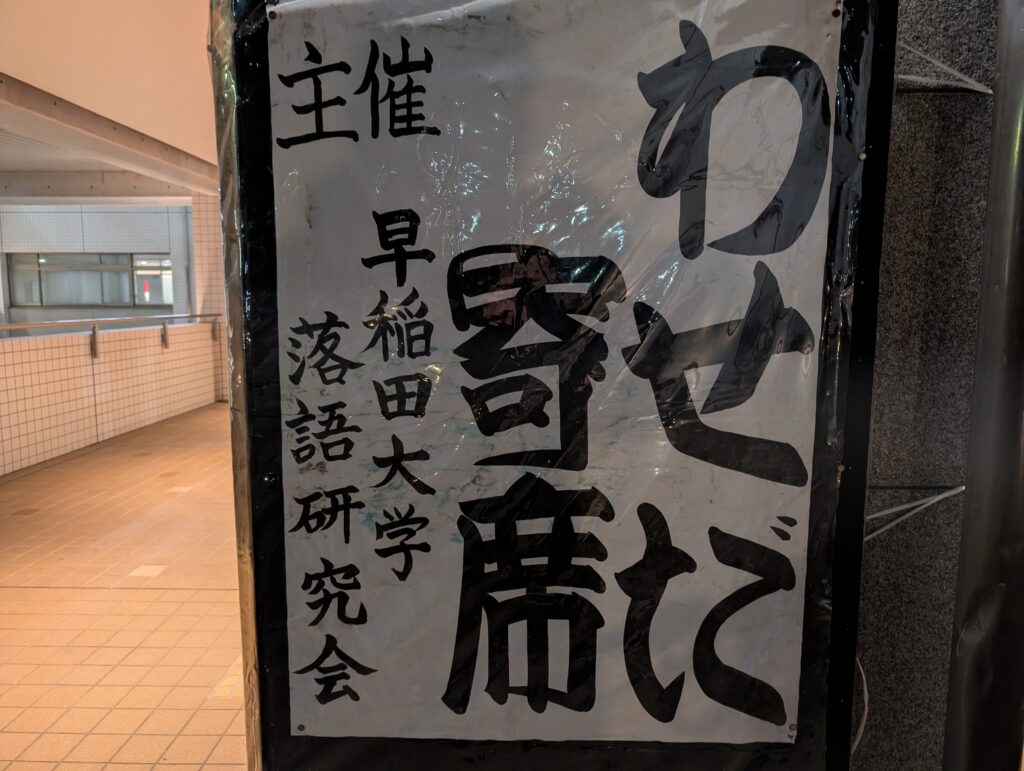 わせだ
寄席
主催
早稲田大学
落語研究会